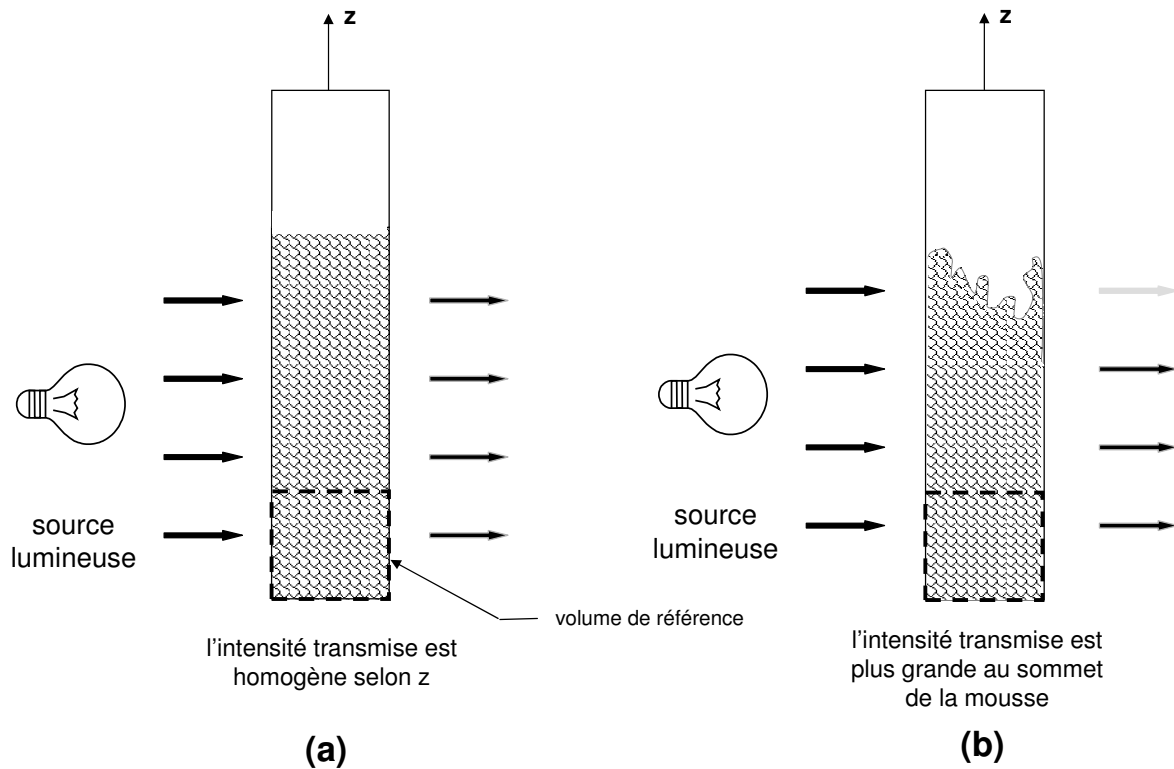 z
source
lumineuse
volume de référence
l'intensité transmise est
homogène selon z
(a)
z
source
lumineuse
l'intensité transmise est
plus grande au sommet
de la mousse
(b)